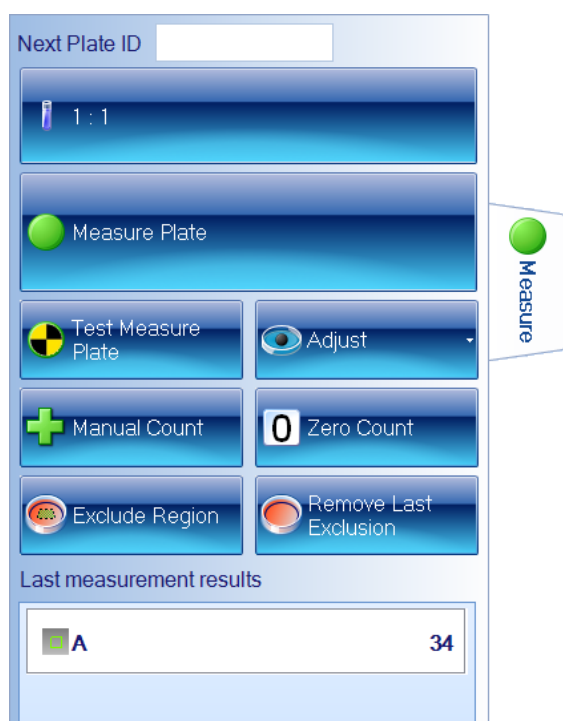 Next Plate ID
1 : 1
Measure Plate
Test Measure
Plate
Adjust
Manual Count
0 Zero Count
Exclude Region
Remove Last
Exclusion
Last measurement results
A 34
Measure